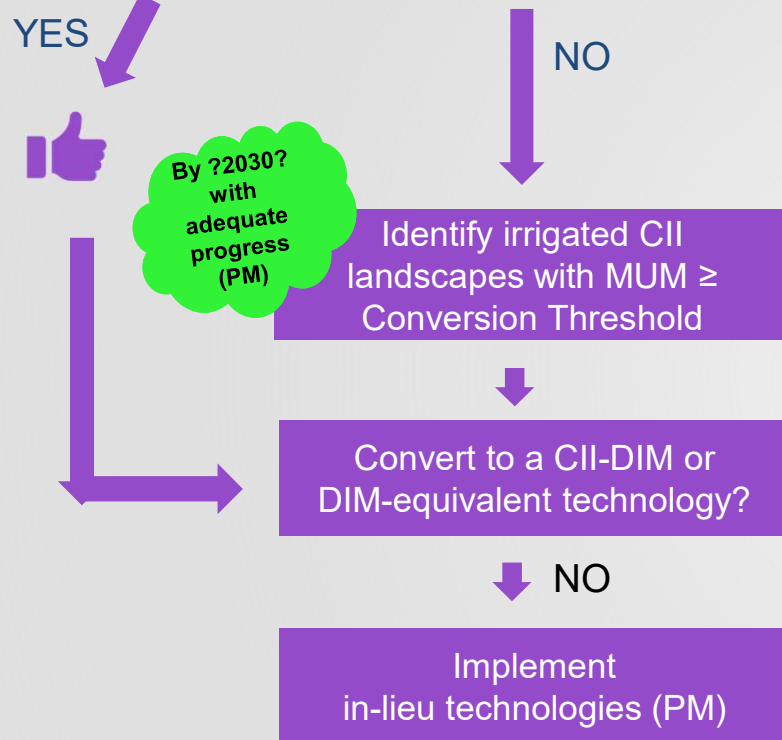 YES
NO
By ?2030?
with
adequate
progress
(PM)
Identify irrigated CII
landscapes with MUM ≥
Conversion Threshold
Convert to a CII-DIM or
DIM-equivalent technology?
NO
Implement
in-lieu technologies (PM)